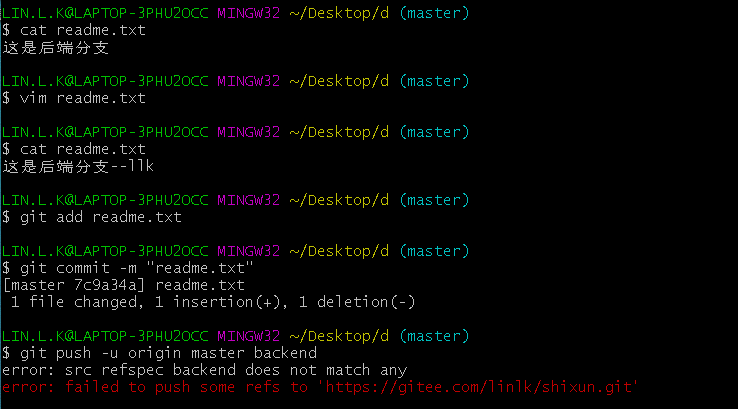 LIN.L.K@LAPTOP-3PHU2OCC MINGW32 ~/Desktop/d (master)
$ cat readme.txt
这是后端分支
LIN.L.K@LAPTOP-3PHU2OCC MINGW32 ~/Desktop/d (master)
$ vim readme.txt
LIN.L.K@LAPTOP-3PHU2OCC MINGW32 ~/Desktop/d (master)
$ cat readme.txt
这是后端分支--llk
LIN.L.K@LAPTOP-3PHU2OCC MINGW32 ~/Desktop/d (master)
$ git add readme.txt
LIN.L.K@LAPTOP-3PHU2OCC MINGW32 ~/Desktop/d (master)
$ git commit -m "readme.txt"
[master 7c9a34a] readme.txt
1 file changed, 1 insertion(+), 1 deletion(-)
LIN.L.K@LAPTOP-3PHU2OCC MINGW32 ~/Desktop/d (master)
$ git push -u origin master backend
error: src refspec backend does not match any
error: failed to push some refs to 'https://gitee.com/linlk/shixun.git'